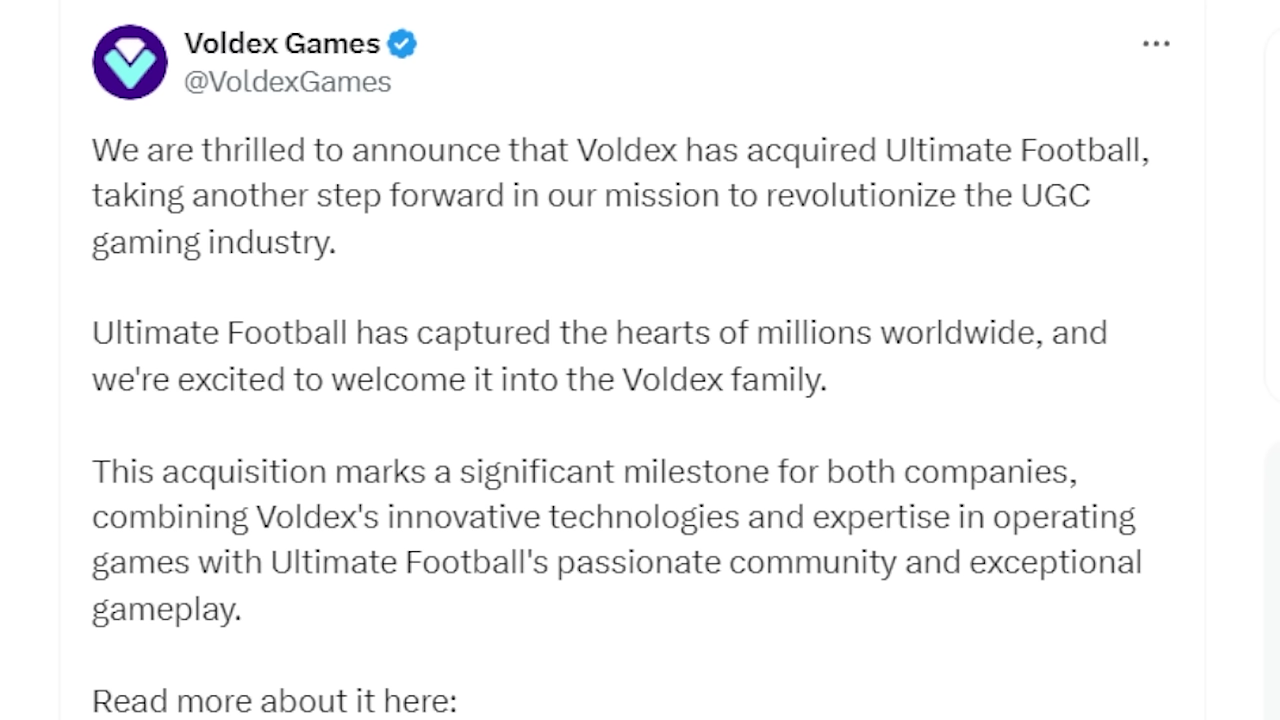 Voldex Games
@VoldexGames
We are thrilled to announce that Voldex has acquired Ultimate Football,
taking another step forward in our mission to revolutionize the UGC
gaming industry.
Ultimate Football has captured the hearts of millions worldwide, and
we're excited to welcome it into the Voldex family.
This acquisition marks a significant milestone for both companies,
combining Voldex's innovative technologies and expertise in operating
games with Ultimate Football's passionate community and exceptional
gameplay.
Read more about it here: